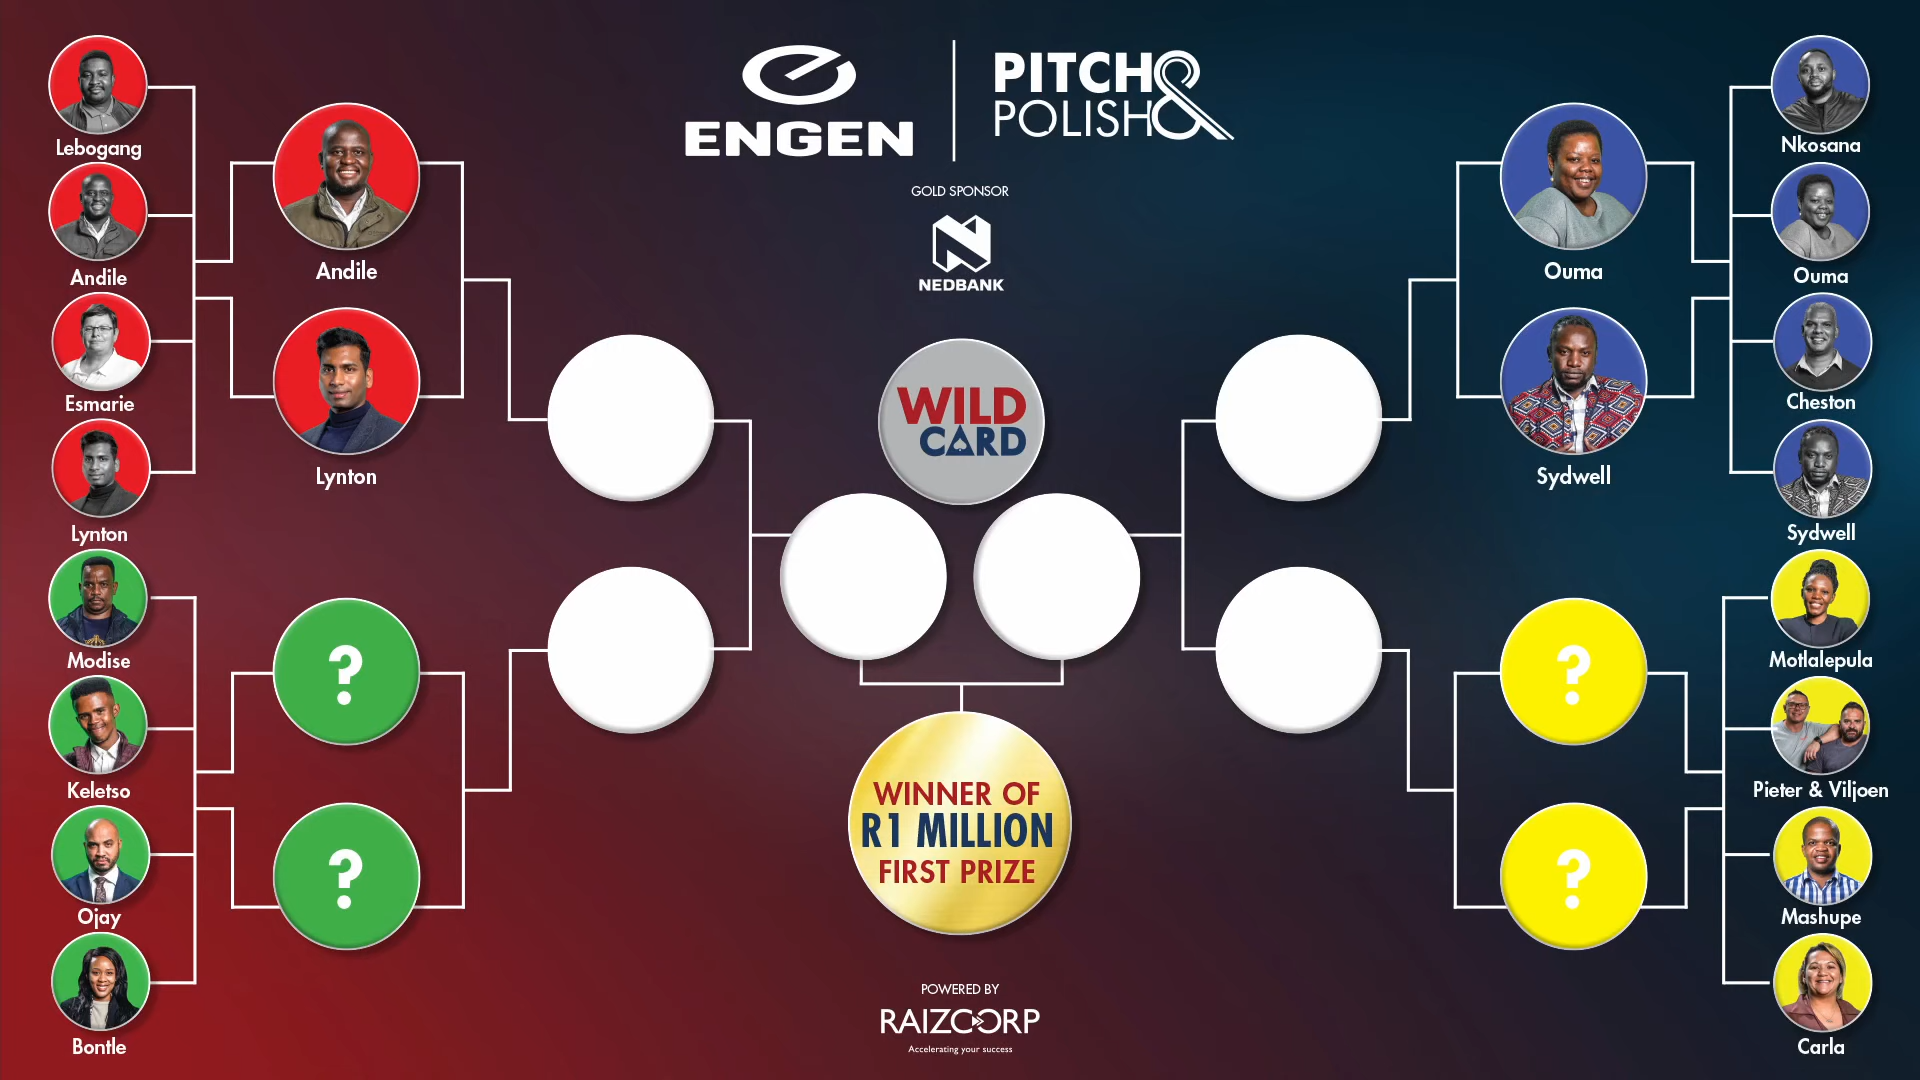 ENGEN
PITCH &
POLISH
GOLD SPONSOR
NEDBANK
Lebogang
Andile
Esmarie
Lynton
Modise
Keletso
Ojay
Bontle
Andile
Lynton
?
?
WILD
CARD
WINNER OF
R1 MILLION
FIRST PRIZE
POWERED BY
RAIZCORP
Accelerating your success
Ouma
Sydwell
?
?
Nkosana
Ouma
Cheston
Sydwell
Motlalepula
Pieter & Viljoen
Mashupe
Carla